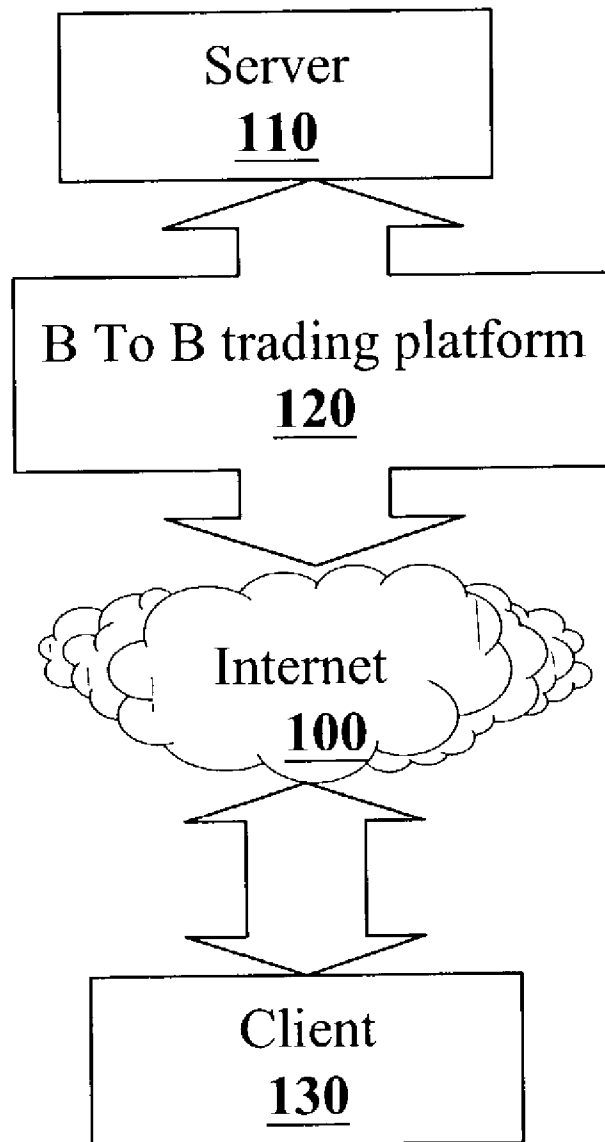 Server
110
B To B trading platform
120
Internet
100
Client
130